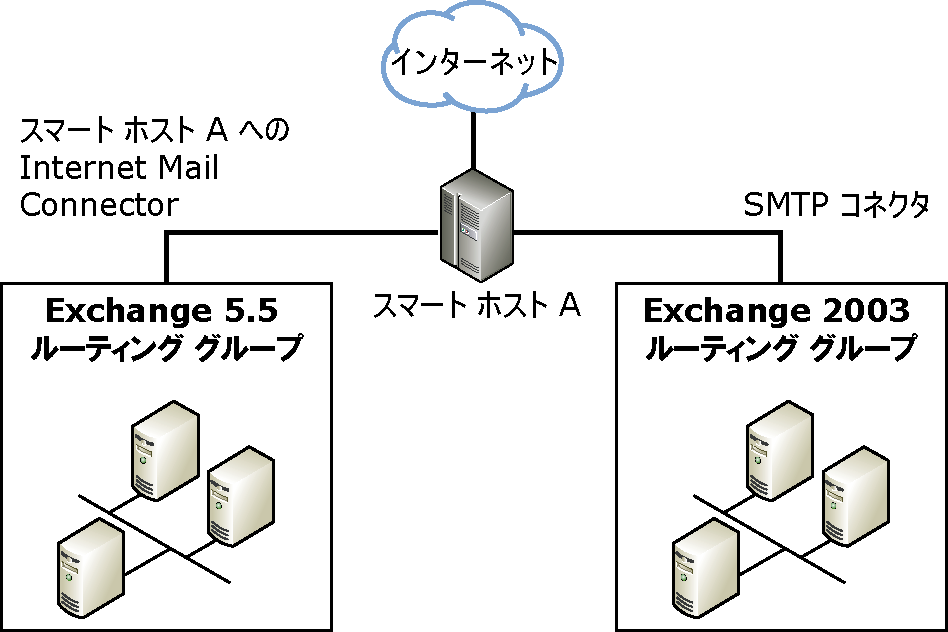 インターネット
スマート ホスト A への
Internet Mail
Connector
SMTP コネクタ
スマート ホスト A
Exchange 5.5
ルーティング グループ
Exchange 2003
ルーティング グループ